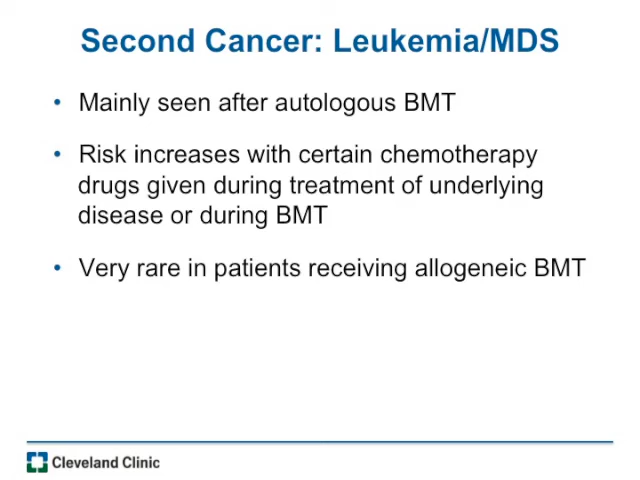 Second Cancer: Leukemia/MDS
• Mainly seen after autologous BMT
• Risk increases with certain chemotherapy
drugs given during treatment of underlying
disease or during BMT
• Very rare in patients receiving allogeneic BMT
Cleveland Clinic